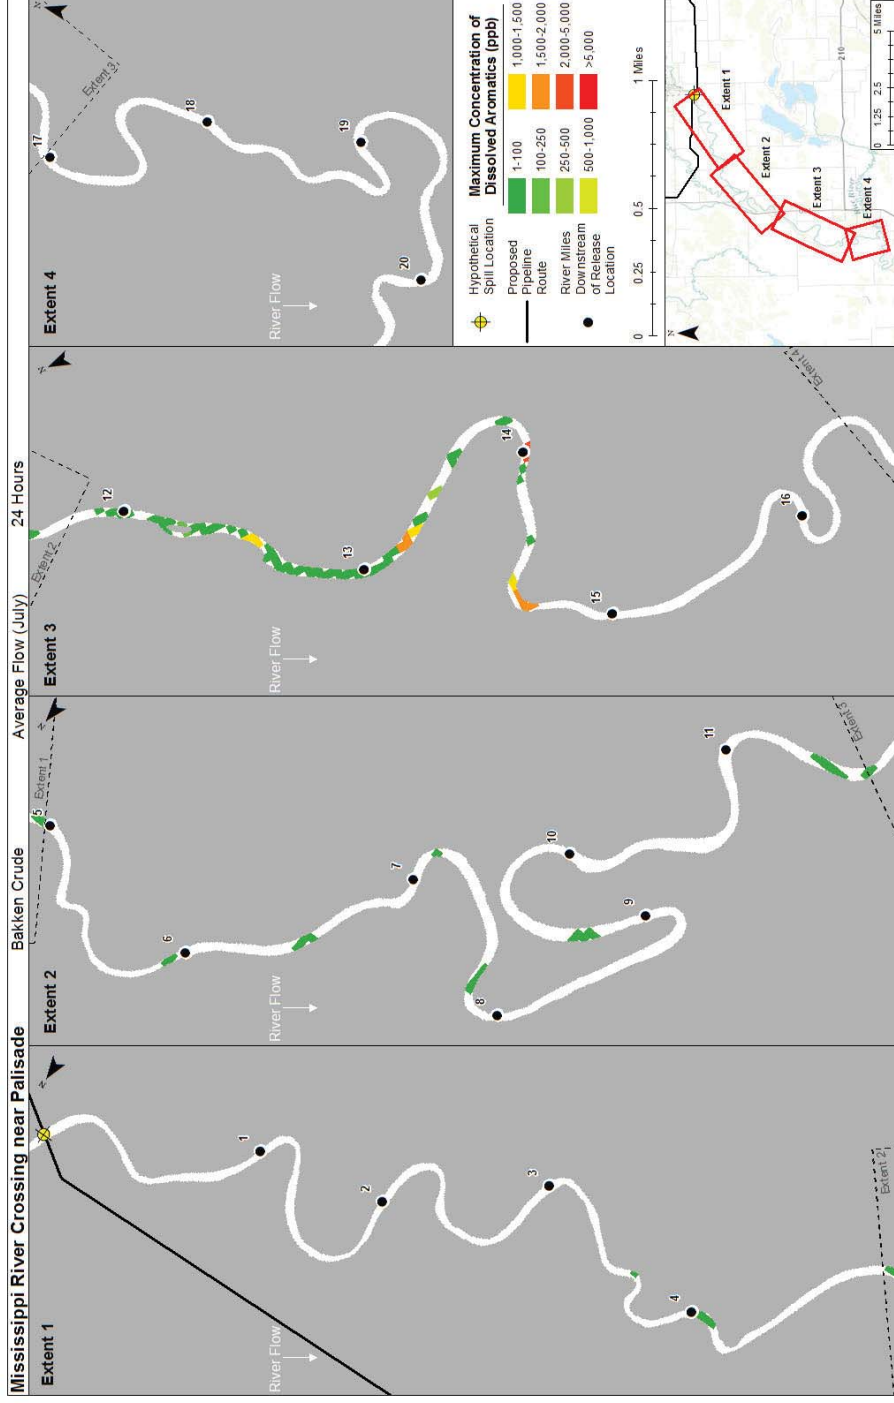 Mississippi River Crossing near Palisade
Bakken Crude
Average Flow (July)
24 Hours
Extent 1
River Flow
N
1
2
3
4
Extent 2
Extent 2
River Flow
N
Extent 1
5
6
7
8
9
10
11
Extent 3
Extent 3
River Flow
N
Extent 2
12
13
14
15
16
Extent 4
Extent 4
River Flow
N
Extent 3
17
18
19
20
Hypothetical
Spill Location
Proposed
Pipeline
Route
River Miles
Downstream
of Release
Location
Maximum Concentration of
Dissolved Aromatics (ppb)
1-100
100-250
250-500
500-1,000
1,000-1,500
1,500-2,000
2,000-5,000
>5,000
0 0.25 0.5 1 Miles
N
Extent 1
Extent 2
Extent 3
Extent 4
210
0 1.25 2.5 5 Miles